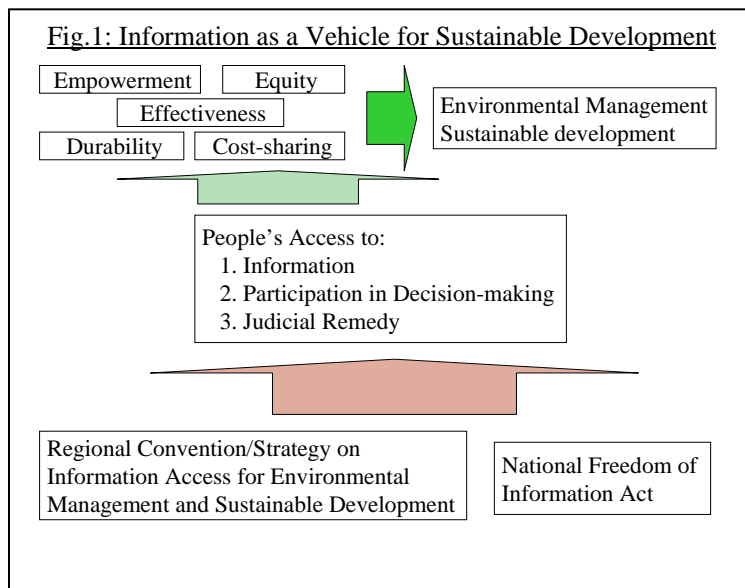 Fig.1: Information as a Vehicle for Sustainable Development
Empowerment
Equity
Effectiveness
Durability
Cost-sharing
Environmental Management
Sustainable development
People’s Access to:
1. Information
2. Participation in Decision-making
3. Judicial Remedy
Regional Convention/Strategy on
Information Access for Environmental
Management and Sustainable Development
National Freedom of
Information Act